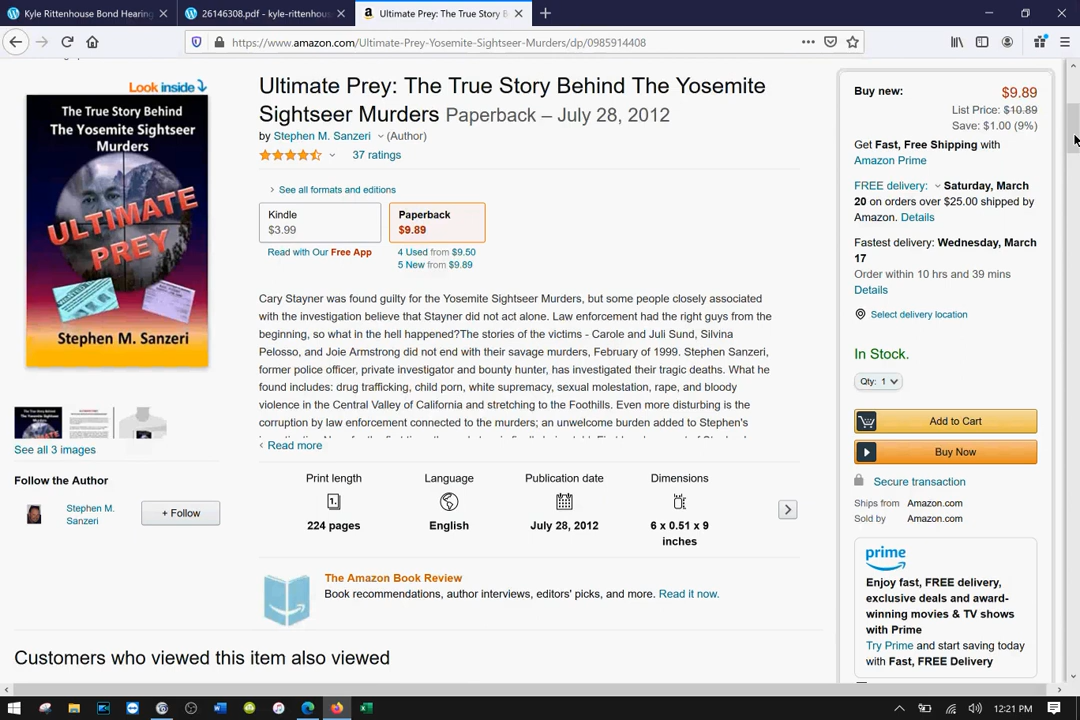 Kyle Rittenhouse Bond Hearing
26146308.pdf - kyle-rittenhous
Ultimate Prey: The True Story B
https://www.amazon.com/Ultimate-Prey-Yosemite-Sightseer-Murders/dp/0985914408
Look inside
The True Story Behind
The Yosemite Sightseer
Murders
ULTIMATE
PREY
Stephen M. Sanzeri
See all 3 images
Follow the Author
Stephen M.
Sanzeri
+ Follow
Ultimate Prey: The True Story Behind The Yosemite
Sightseer Murders Paperback – July 28, 2012
by Stephen M. Sanzeri (Author)
37 ratings
See all formats and editions
Kindle
$3.99
Paperback
$9.89
Read with Our Free App
4 Used from $9.50
5 New from $9.89
Cary Stayner was found guilty for the Yosemite Sightseer Murders, but some people closely associated
with the investigation believe that Stayner did not act alone. Law enforcement had the right guys from the
beginning, so what in the hell happened?The stories of the victims - Carole and Juli Sund, Silvina
Pelosso, and Joie Armstrong did not end with their savage murders, February of 1999. Stephen Sanzeri,
former police officer, private investigator and bounty hunter, has investigated their tragic deaths. What he
found includes: drug trafficking, child porn, white supremacy, sexual molestation, rape, and bloody
violence in the Central Valley of California and stretching to the Foothills. Even more disturbing is the
corruption by law enforcement connected to the murders; an unwelcome burden added to Stephen's
Read more
Print length
224 pages
Language
English
Publication date
July 28, 2012
Dimensions
6 x 0.51 x 9
inches
The Amazon Book Review
Book recommendations, author interviews, editors' picks, and more. Read it now.
Customers who viewed this item also viewed
Buy new: $9.89
List Price: $10.89
Save: $1.00 (9%)
Get Fast, Free Shipping with
Amazon Prime
FREE delivery: Saturday, March
20 on orders over $25.00 shipped by
Amazon. Details
Fastest delivery: Wednesday, March
17
Order within 10 hrs and 39 mins
Details
Select delivery location
In Stock.
Qty: 1
Add to Cart
Buy Now
Secure transaction
Ships from Amazon.com
Sold by Amazon.com
prime
Enjoy fast, FREE delivery,
exclusive deals and award-
winning movies & TV shows
with Prime
Try Prime and start saving today
with Fast, FREE Delivery
12:21 PM